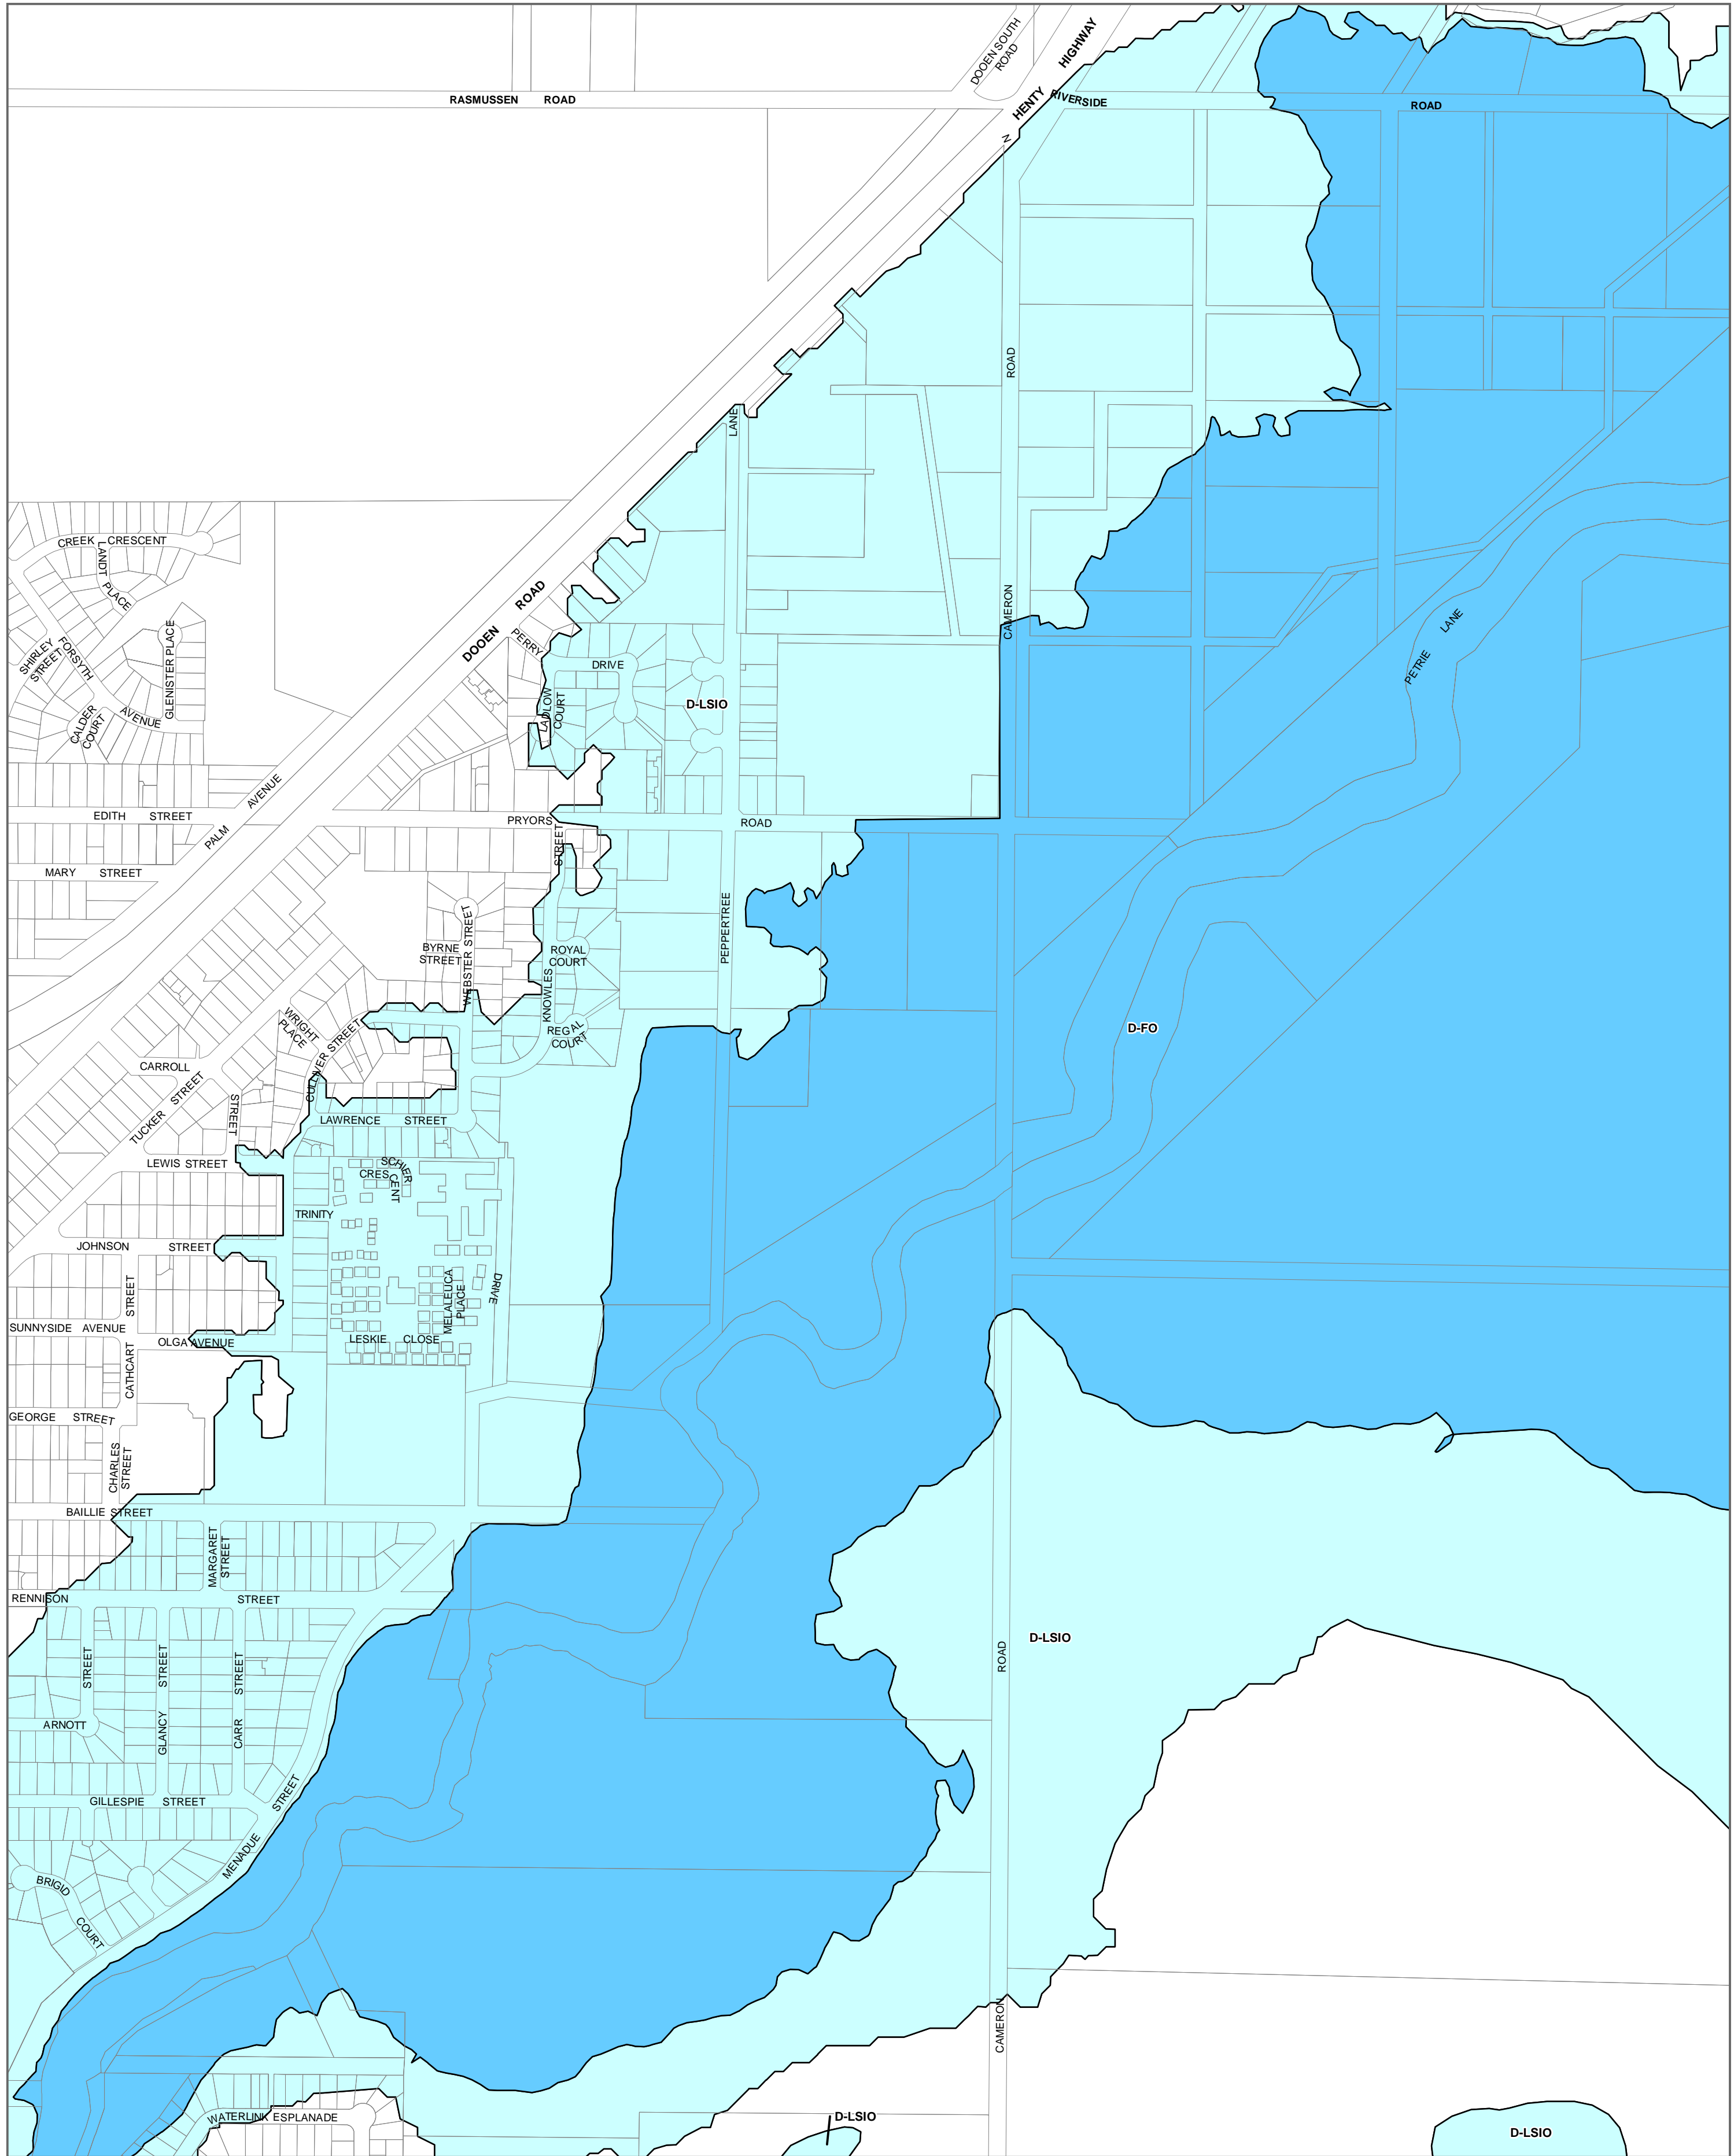 DOOEN SOUTH
ROAD
HENTY HIGHWAY
RASMUSSEN ROAD
RIVERSIDE ROAD
N
ROAD
LANE
CREEK CRESCENT
LANDT
PLACE
ROAD
DOOEN
CAMERON
LANE
PETRIE
SHIRLEY
STREET
FORSYTH
AVENUE
GLENISTER PLACE
CALDER
COURT
PERRY
DRIVE
LADLOW
COURT
D-LSIO
AVENUE
PALM
EDITH STREET
PRYORS ROAD
MARY STREET
STREET
PEPPERTREE
BYRNE
STREET
WEBSTER STREET
ROYAL
COURT
KNOWLES
REGAL
COURT
D-FO
WRIGHT
PLACE
CULLIVER STREET
CARROLL
STREET
TUCKER STREET
LAWRENCE STREET
LEWIS STREET
SCHIER
CRESCENT
TRINITY
DRIVE
JOHNSON STREET
STREET
MELALEUCA
PLACE
SUNNYSIDE AVENUE
OLGA AVENUE
LESKIE CLOSE
CATHCART
GEORGE STREET
CHARLES
STREET
BAILLIE STREET
MARGARET
STREET
RENNISON STREET
D-LSIO
ROAD
STREET
STREET
STREET
ARNOTT
GLANCY
CARR
GILLESPIE STREET
STREET
MENADUE
BRIGID
COURT
CAMERON
WATERLINK ESPLANADE
D-LSIO
D-LSIO